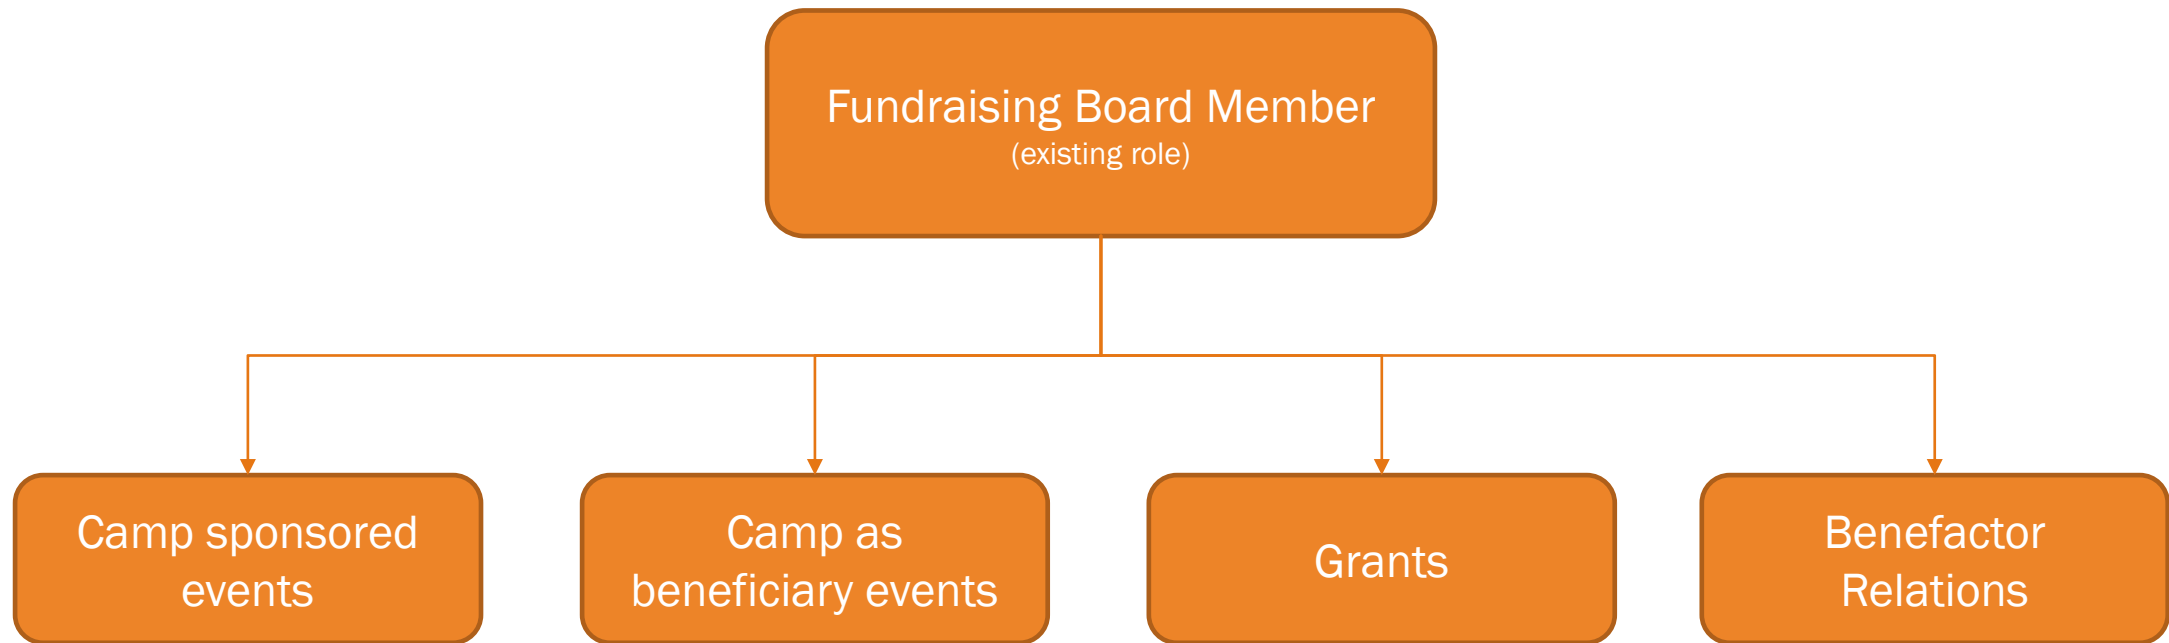 Fundraising Board Member
(existing role)
Camp sponsored
events
Camp as
beneficiary events
Grants
Benefactor
Relations